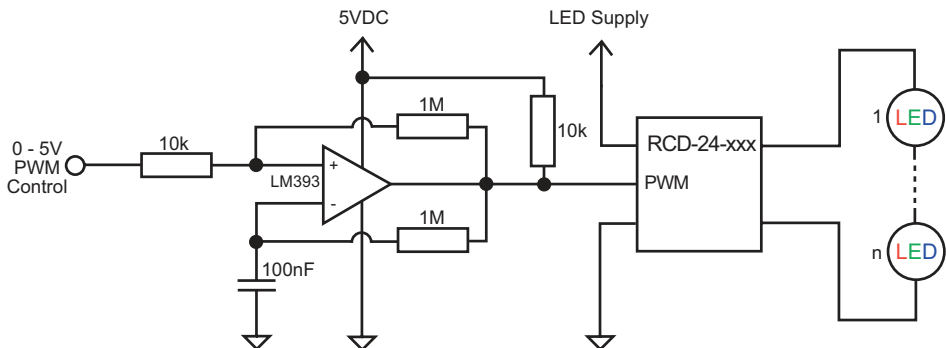 5VDC
LED Supply
1M
10k
0 - 5V
PWM
Control
10k
+
LM393
-
1M
100nF
RCD-24-xxx
PWM
1
LED
n
LED